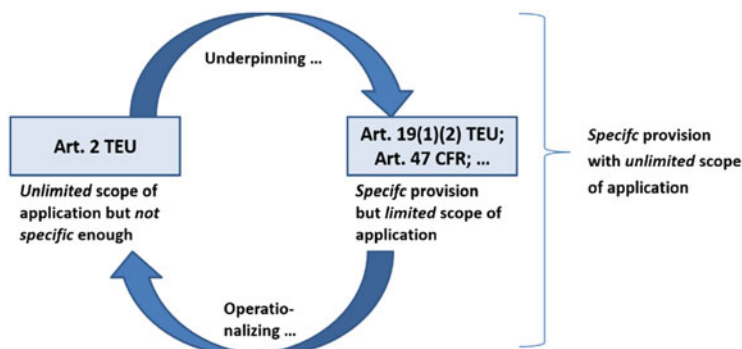 Underpinning ...
Art. 2 TEU
Unlimited scope of
application but not
specific enough
Art. 19(1)(2) TEU;
Art. 47 CFR; ...
Specifc provision
but limited scope of
application
Specifc provision
with unlimited scope
of application
Operatio-
nalizing ...